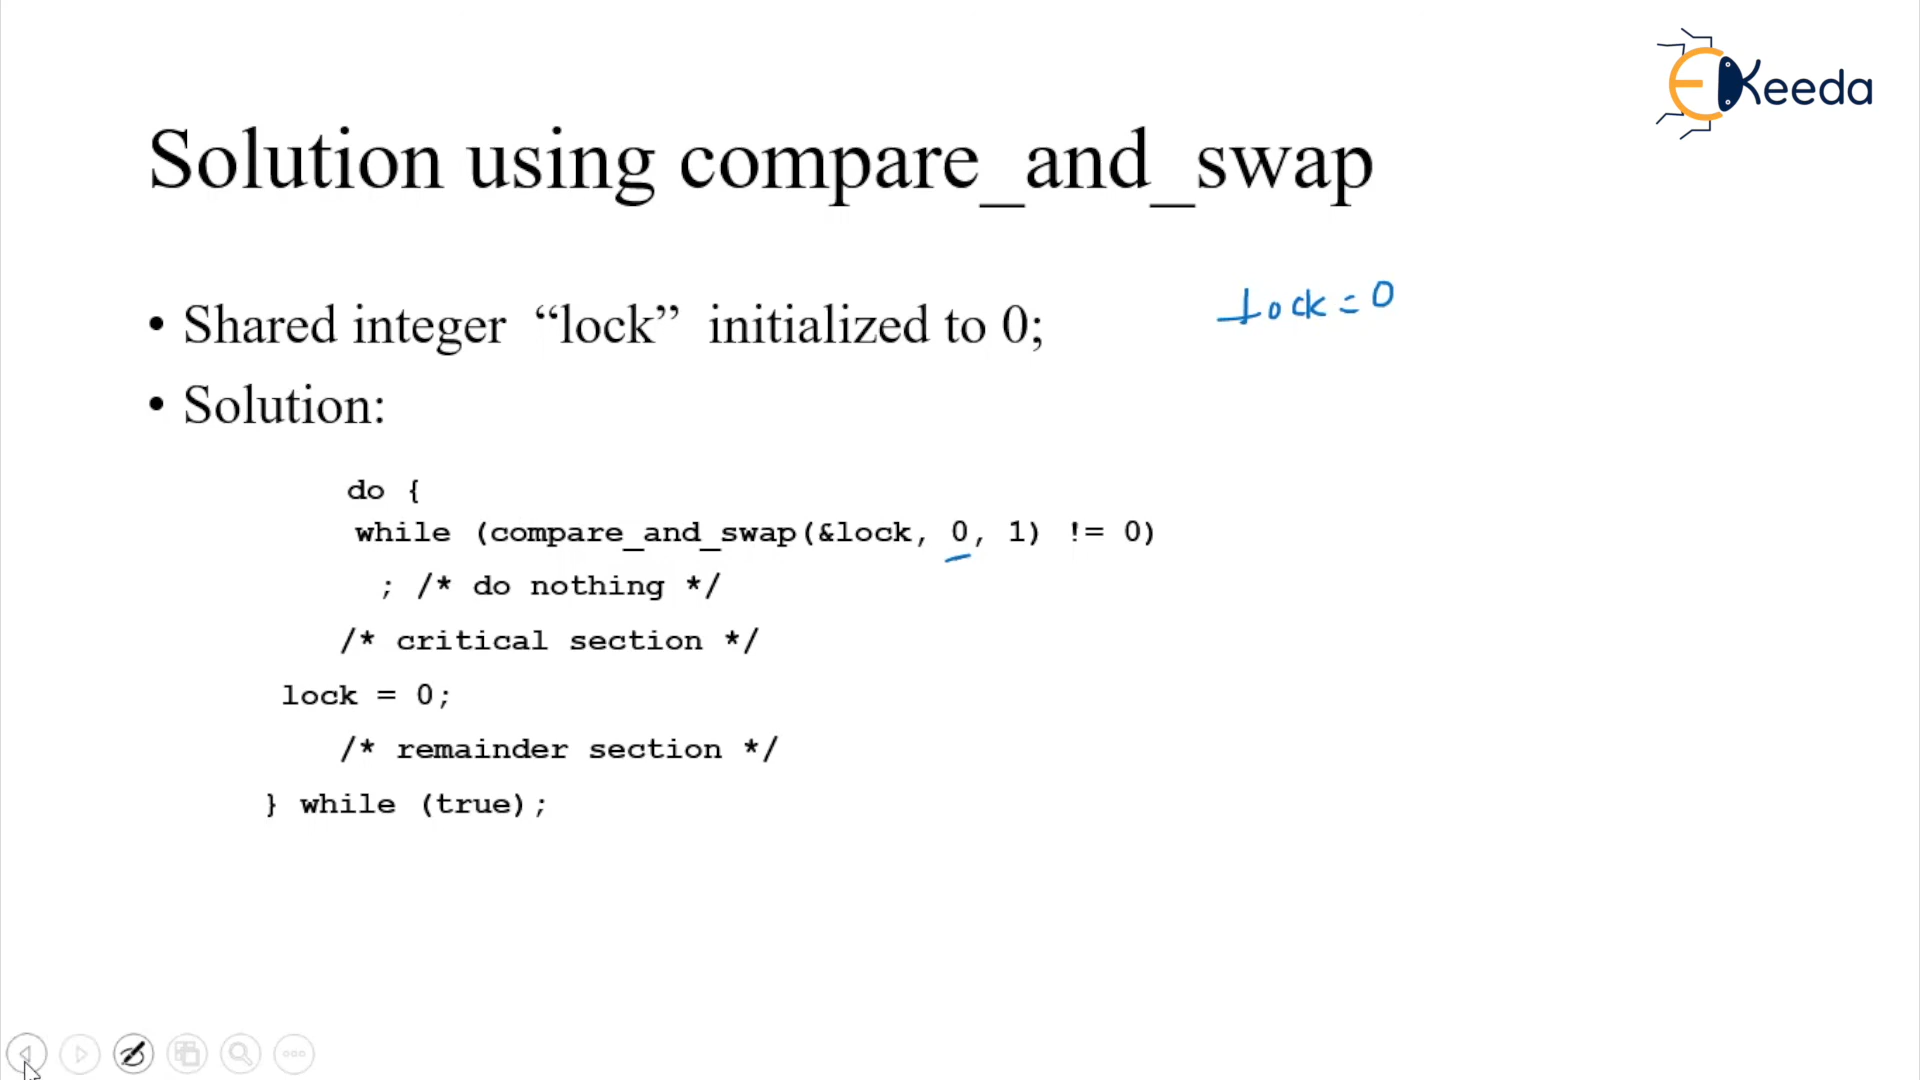 EKeeda
Solution using compare_and_swap
• Shared integer “lock” initialized to 0;
lock = 0
• Solution:
do {
while (compare_and_swap(&lock, 0, 1) != 0)
; /* do nothing */
/* critical section */
lock = 0;
/* remainder section */
} while (true);